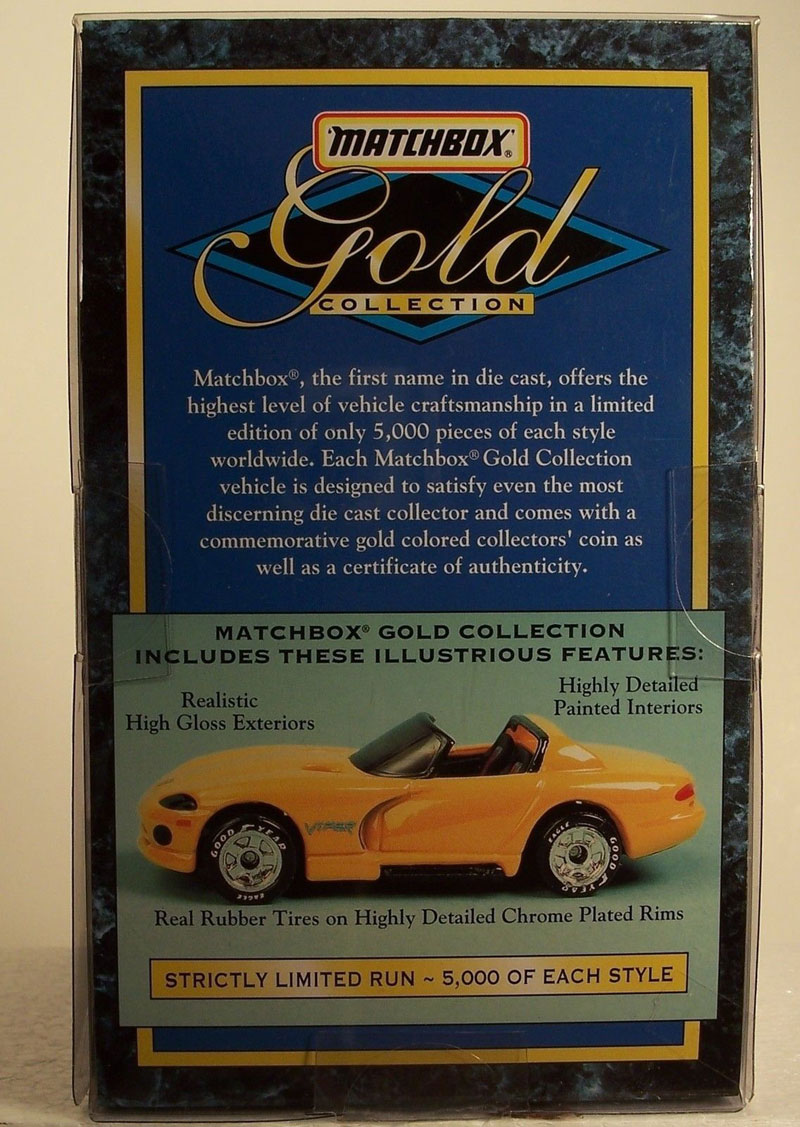 'MATCHBOX'®
Gold
COLLECTION
Matchbox®, the first name in die cast, offers the
highest level of vehicle craftsmanship in a limited
edition of only 5,000 pieces of each style
worldwide. Each Matchbox® Gold Collection
vehicle is designed to satisfy even the most
discerning die cast collector and comes with a
commemorative gold colored collectors' coin as
well as a certificate of authenticity.
MATCHBOX® GOLD COLLECTION
INCLUDES THESE ILLUSTRIOUS FEATURES:
Realistic
High Gloss Exteriors
Highly Detailed
Painted Interiors
GOOD YEAR
EAGLE
VIPER
EAGLE
GOOD YEAR
Real Rubber Tires on Highly Detailed Chrome Plated Rims
STRICTLY LIMITED RUN ~ 5,000 OF EACH STYLE